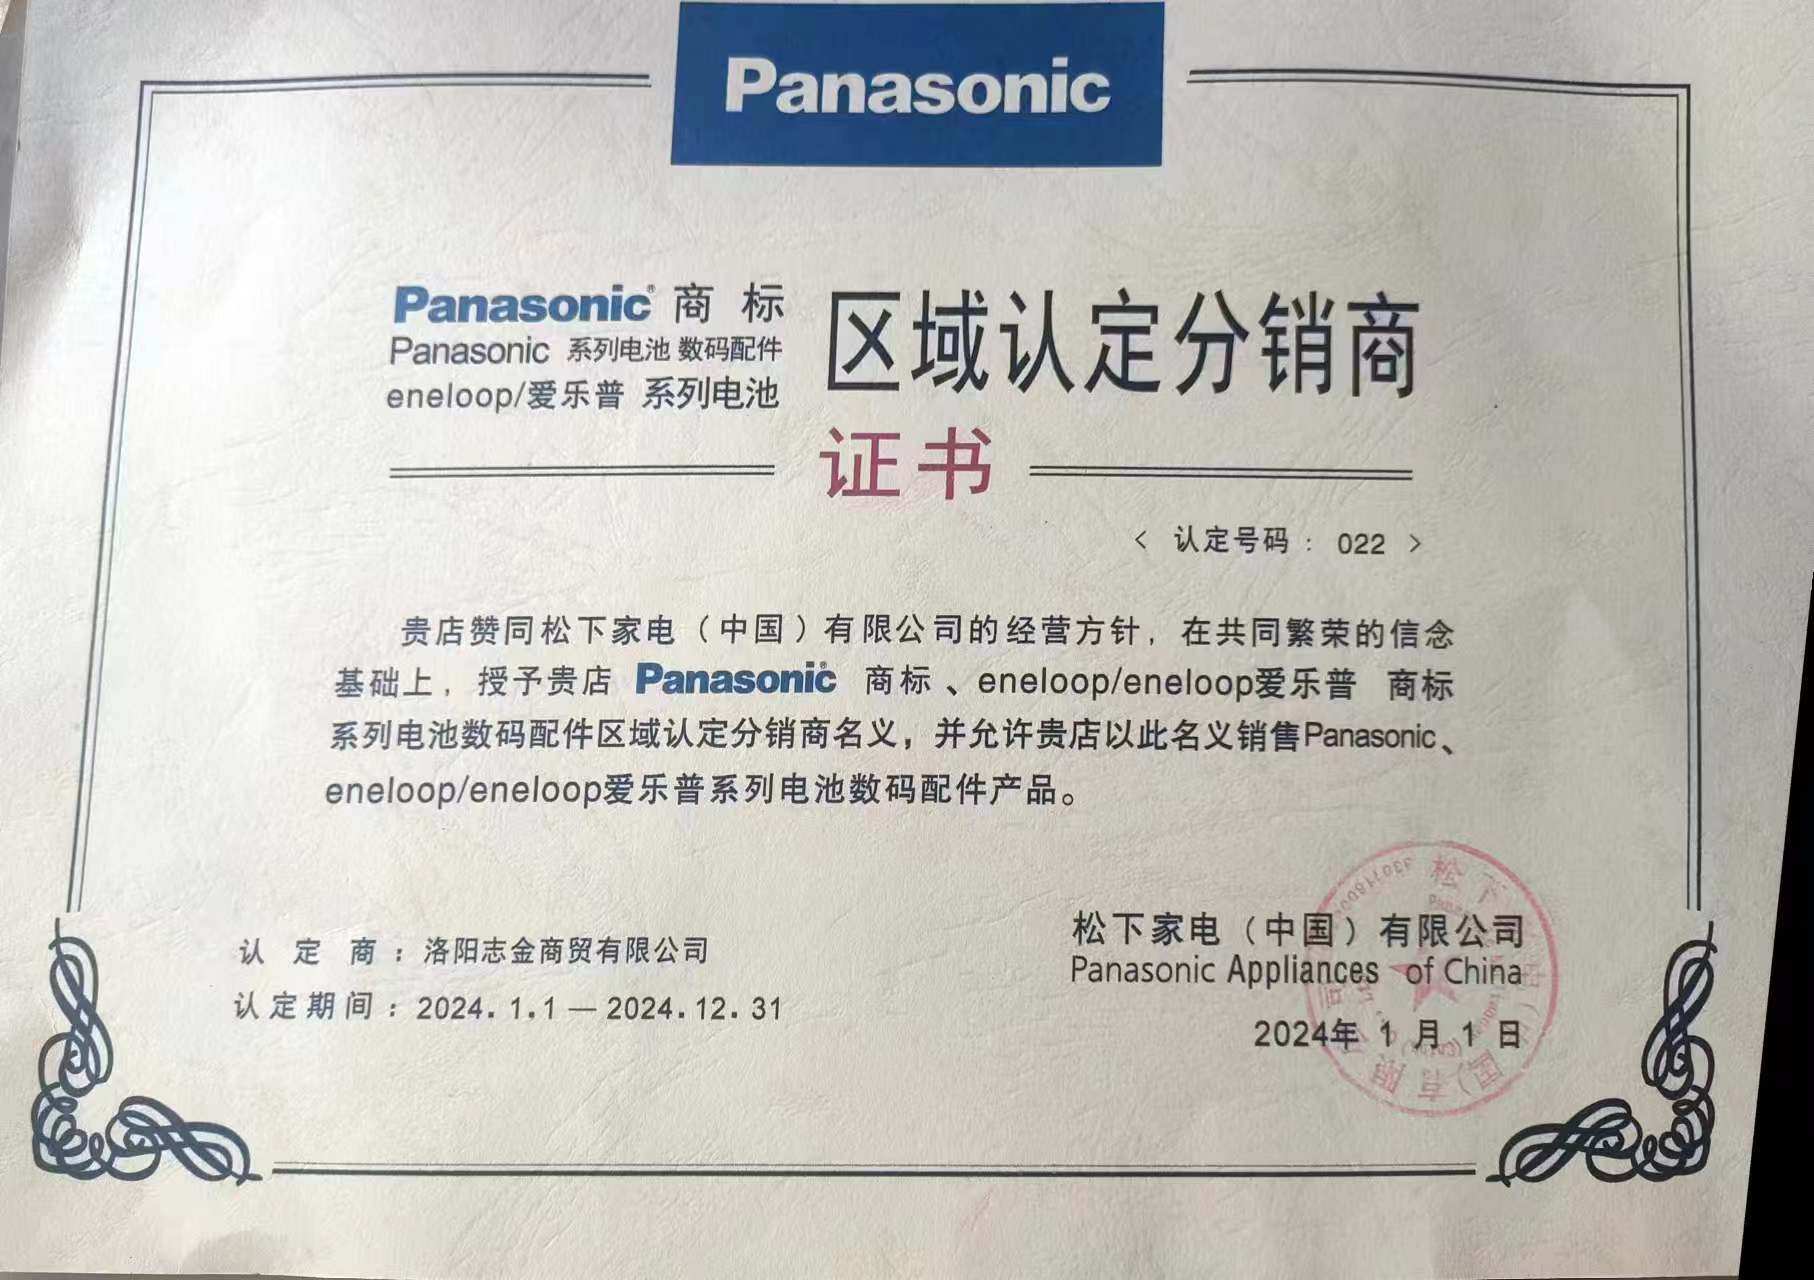 Panasonic
Panasonic® 商 标
Panasonic 系列电池 数码配件
eneloop/爱乐普 系列电池
区域认定分销商
证书
< 认定号码： 022 >
贵店赞同松下家电（中国）有限公司的经营方针，在共同繁荣的信念
基础上，授予贵店 Panasonic® 商标、eneloop/eneloop爱乐普 商标
系列电池数码配件区域认定分销商名义，并允许贵店以此名义销售Panasonic、
eneloop/eneloop爱乐普系列电池数码配件产品。
认 定 商：洛阳志金商贸有限公司
认定期间：2024.1.1 — 2024.12.31
松下家电（中国）有限公司
Panasonic Appliances of China
2024年 1 月 1 日